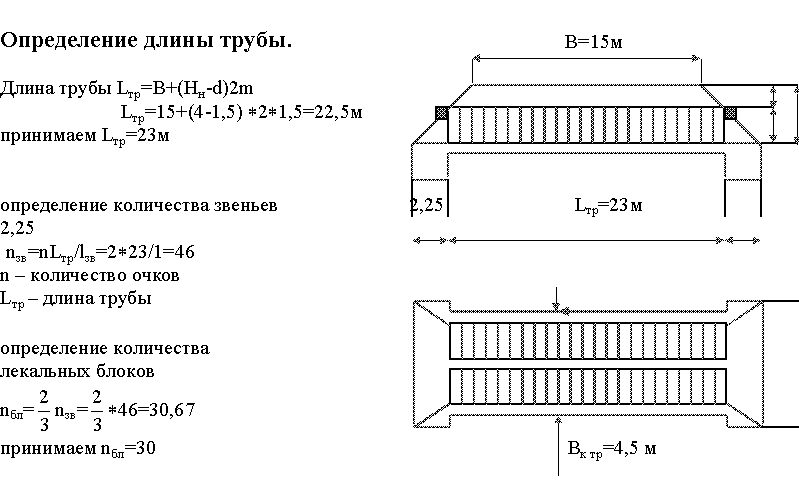 Определение длины трубы.
Длина трубы Lтр=B+(Hн-d)2m
Lтр=15+(4-1,5) *2*1,5=22,5м
принимаем Lтр=23м
определение количества звеньев
2,25
nзв=nLтр/lзв=2*23/1=46
n – количество очков
Lтр – длина трубы
определение количества
лекальных блоков
nбл=2/3 nзв=2/3 *46=30,67
принимаем nбл=30
B=15м
2,25
Lтр=23м
Bк тр=4,5 м